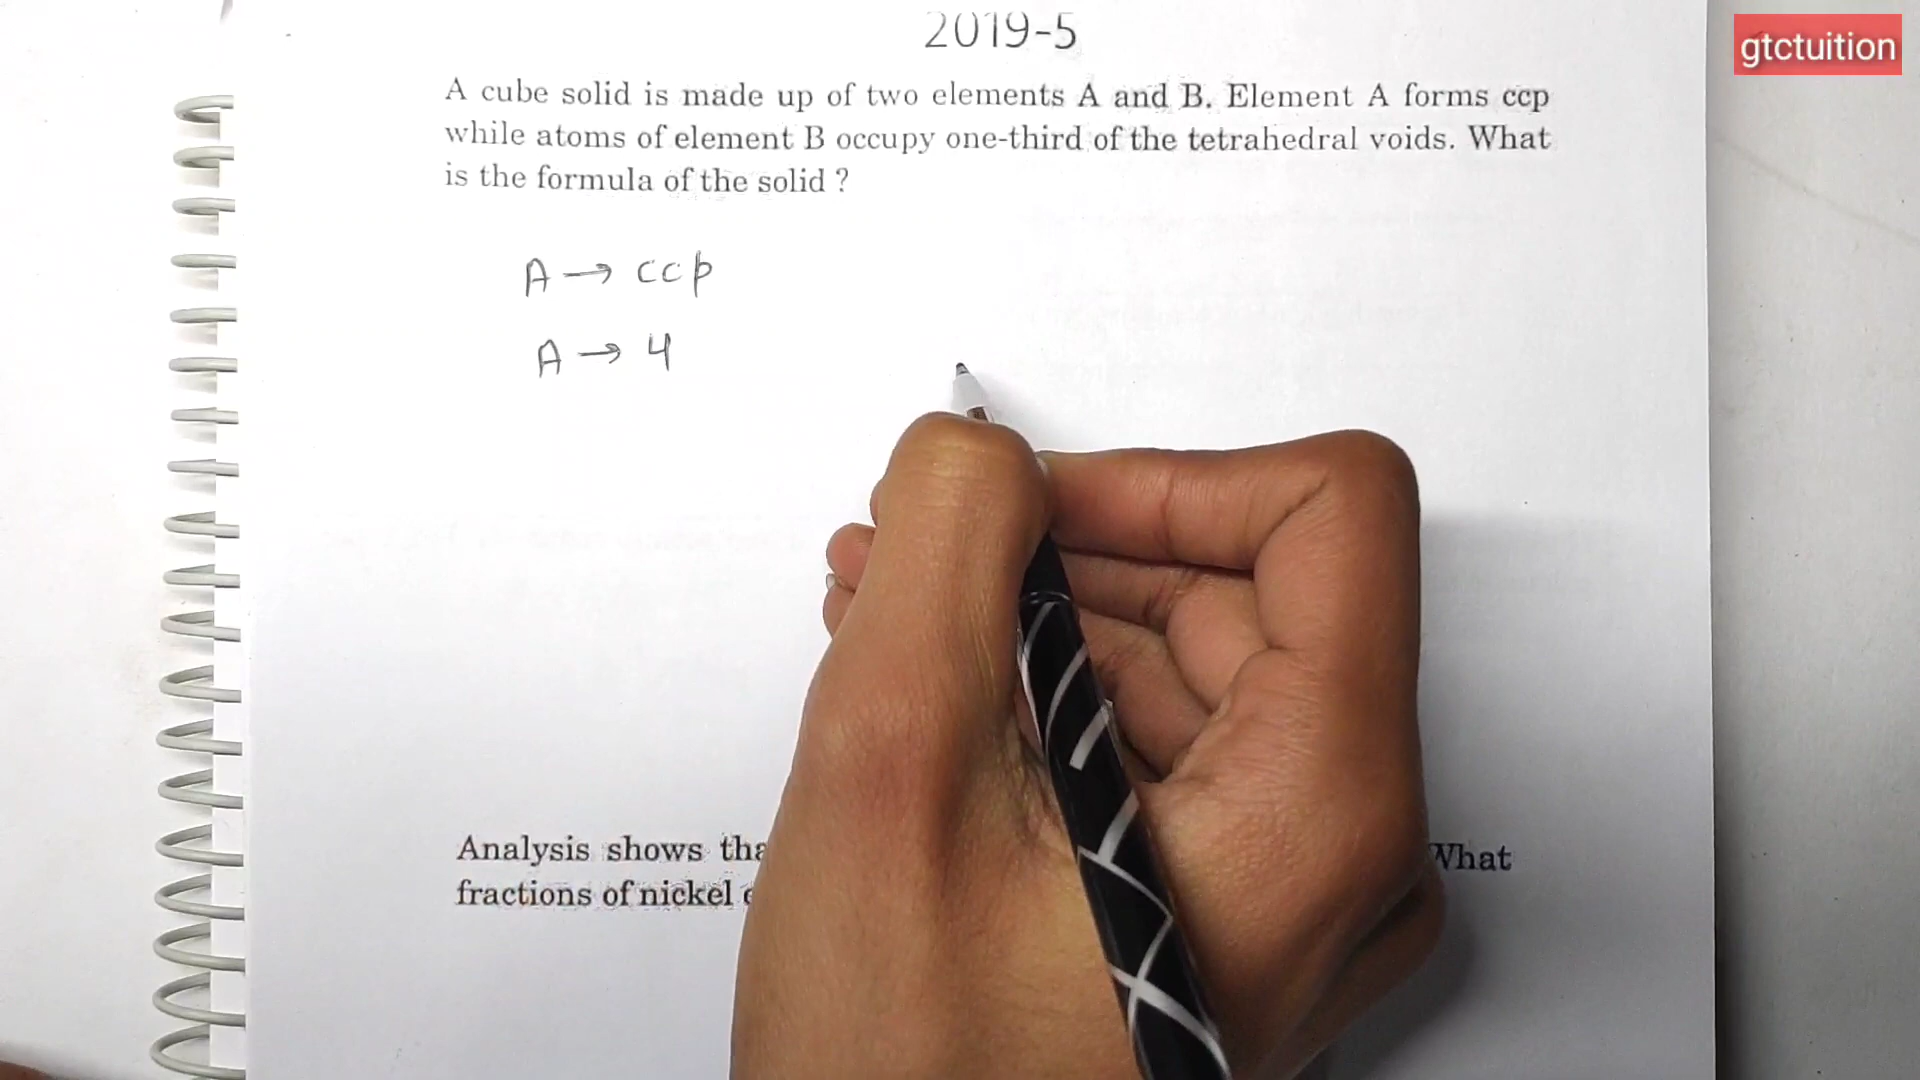 2019-5
gtctuition
A cube solid is made up of two elements A and B. Element A forms ccp
while atoms of element B occupy one-third of the tetrahedral voids. What
is the formula of the solid ?
A → ccp
A → 4
Analysis shows What
fractions of nickel